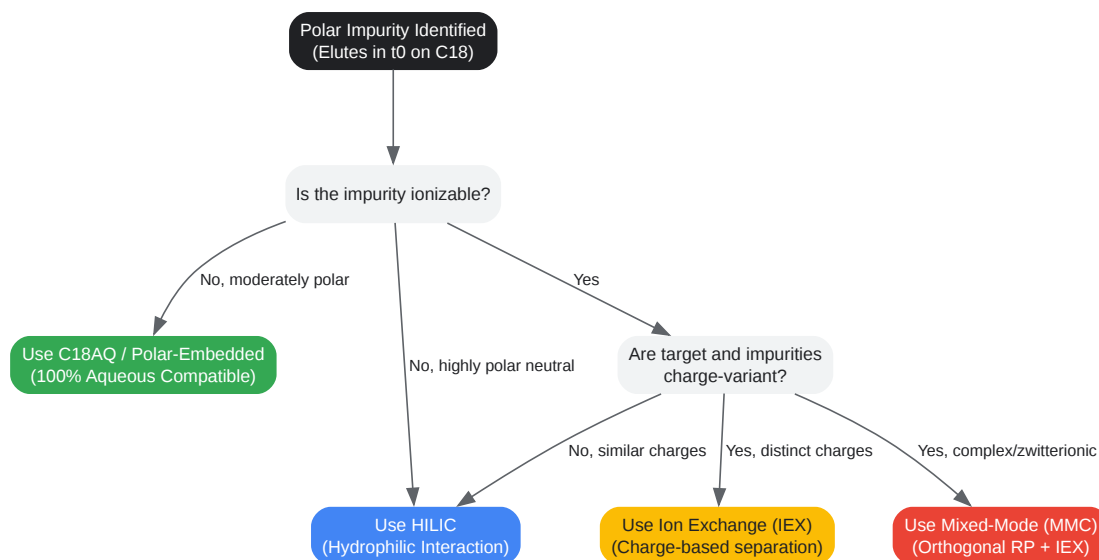 Polar Impurity Identified
(Elutes in t0 on C18)
Is the impurity ionizable?
No, moderately polar
Yes
Use C18AQ / Polar-Embedded
(100% Aqueous Compatible)
No, highly polar neutral
Are target and impurities
charge-variant?
No, similar charges
Yes, distinct charges
Yes, complex/zwitterionic
Use HILIC
(Hydrophilic Interaction)
Use Ion Exchange (IEX)
(Charge-based separation)
Use Mixed-Mode (MMC)
(Orthogonal RP + IEX)